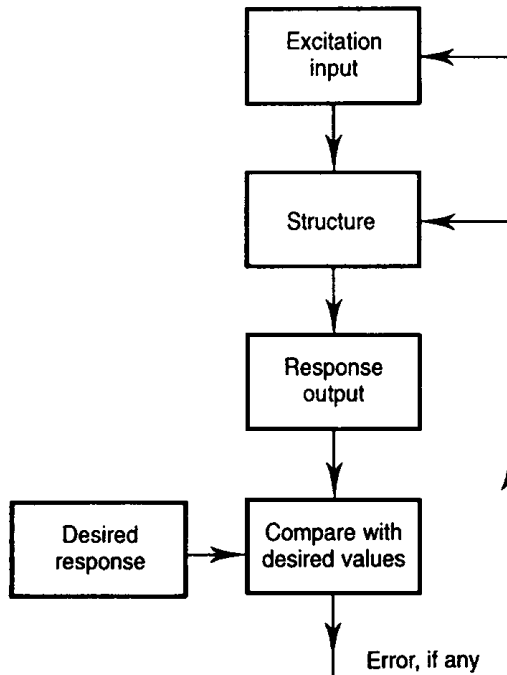 Excitation
input
Structure
Response
output
Desired
response
Compare with
desired values
Error, if any